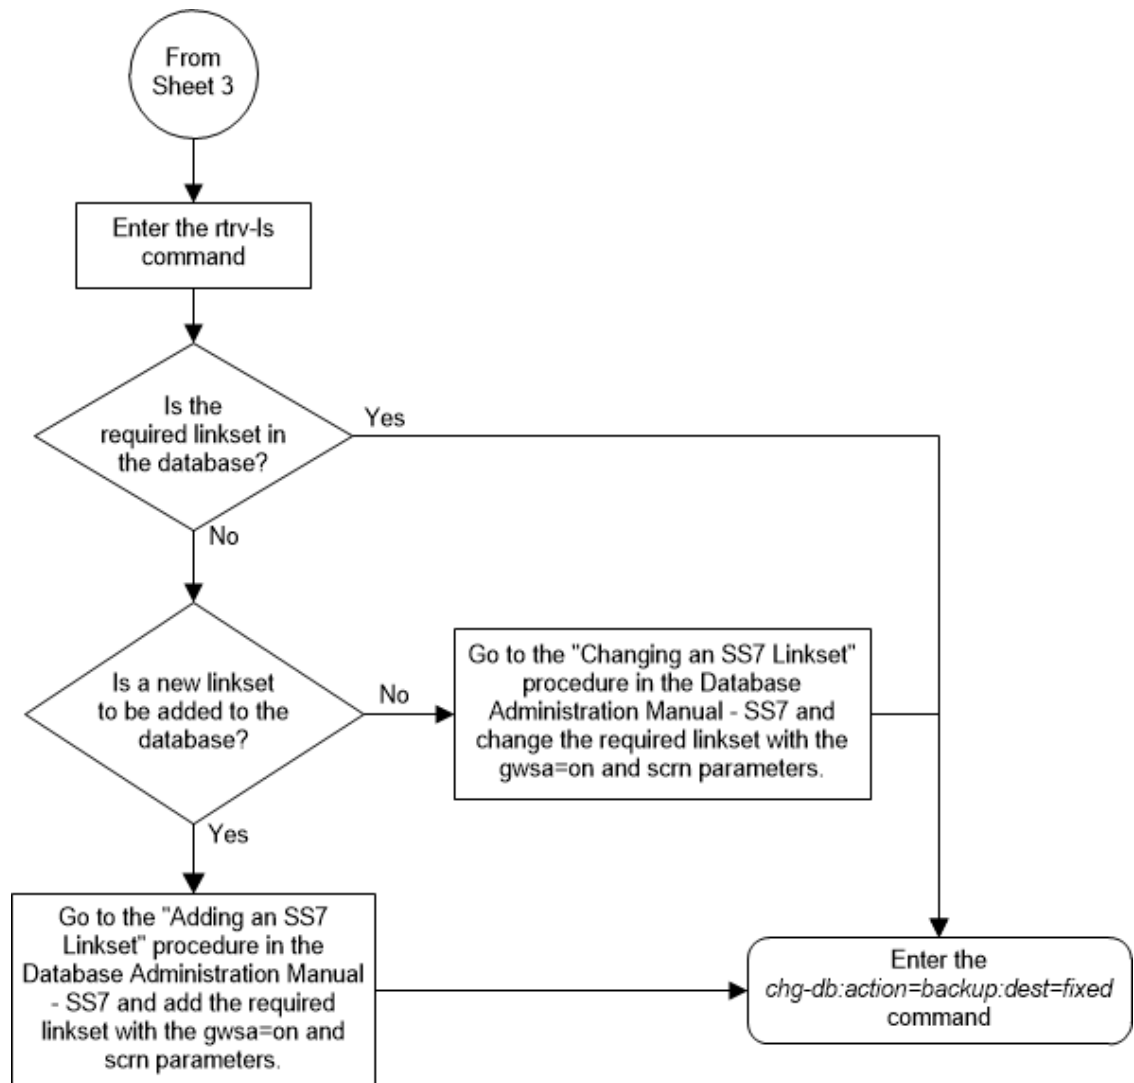 From
Sheet 3
Enter the rtrv-ls
command
Is the
required linkset in
the database?
Yes
No
Is a new linkset
to be added to the
database?
No
Go to the "Changing an SS7 Linkset"
procedure in the Database
Administration Manual - SS7 and
change the required linkset with the
gwsa=on and scrn parameters.
Yes
Go to the "Adding an SS7
Linkset" procedure in the
Database Administration Manual
- SS7 and add the required
linkset with the gwsa=on and
scrn parameters.
Enter the
chg-db:action=backup:dest=fixed
command